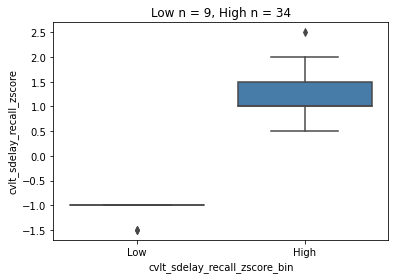 Low n = 9, High n = 34
cvlt_sdelay_recall_zscore
2.5
2.0
1.5
1.0
0.5
0.0
−0.5
−1.0
−1.5
Low High
cvlt_sdelay_recall_zscore_bin